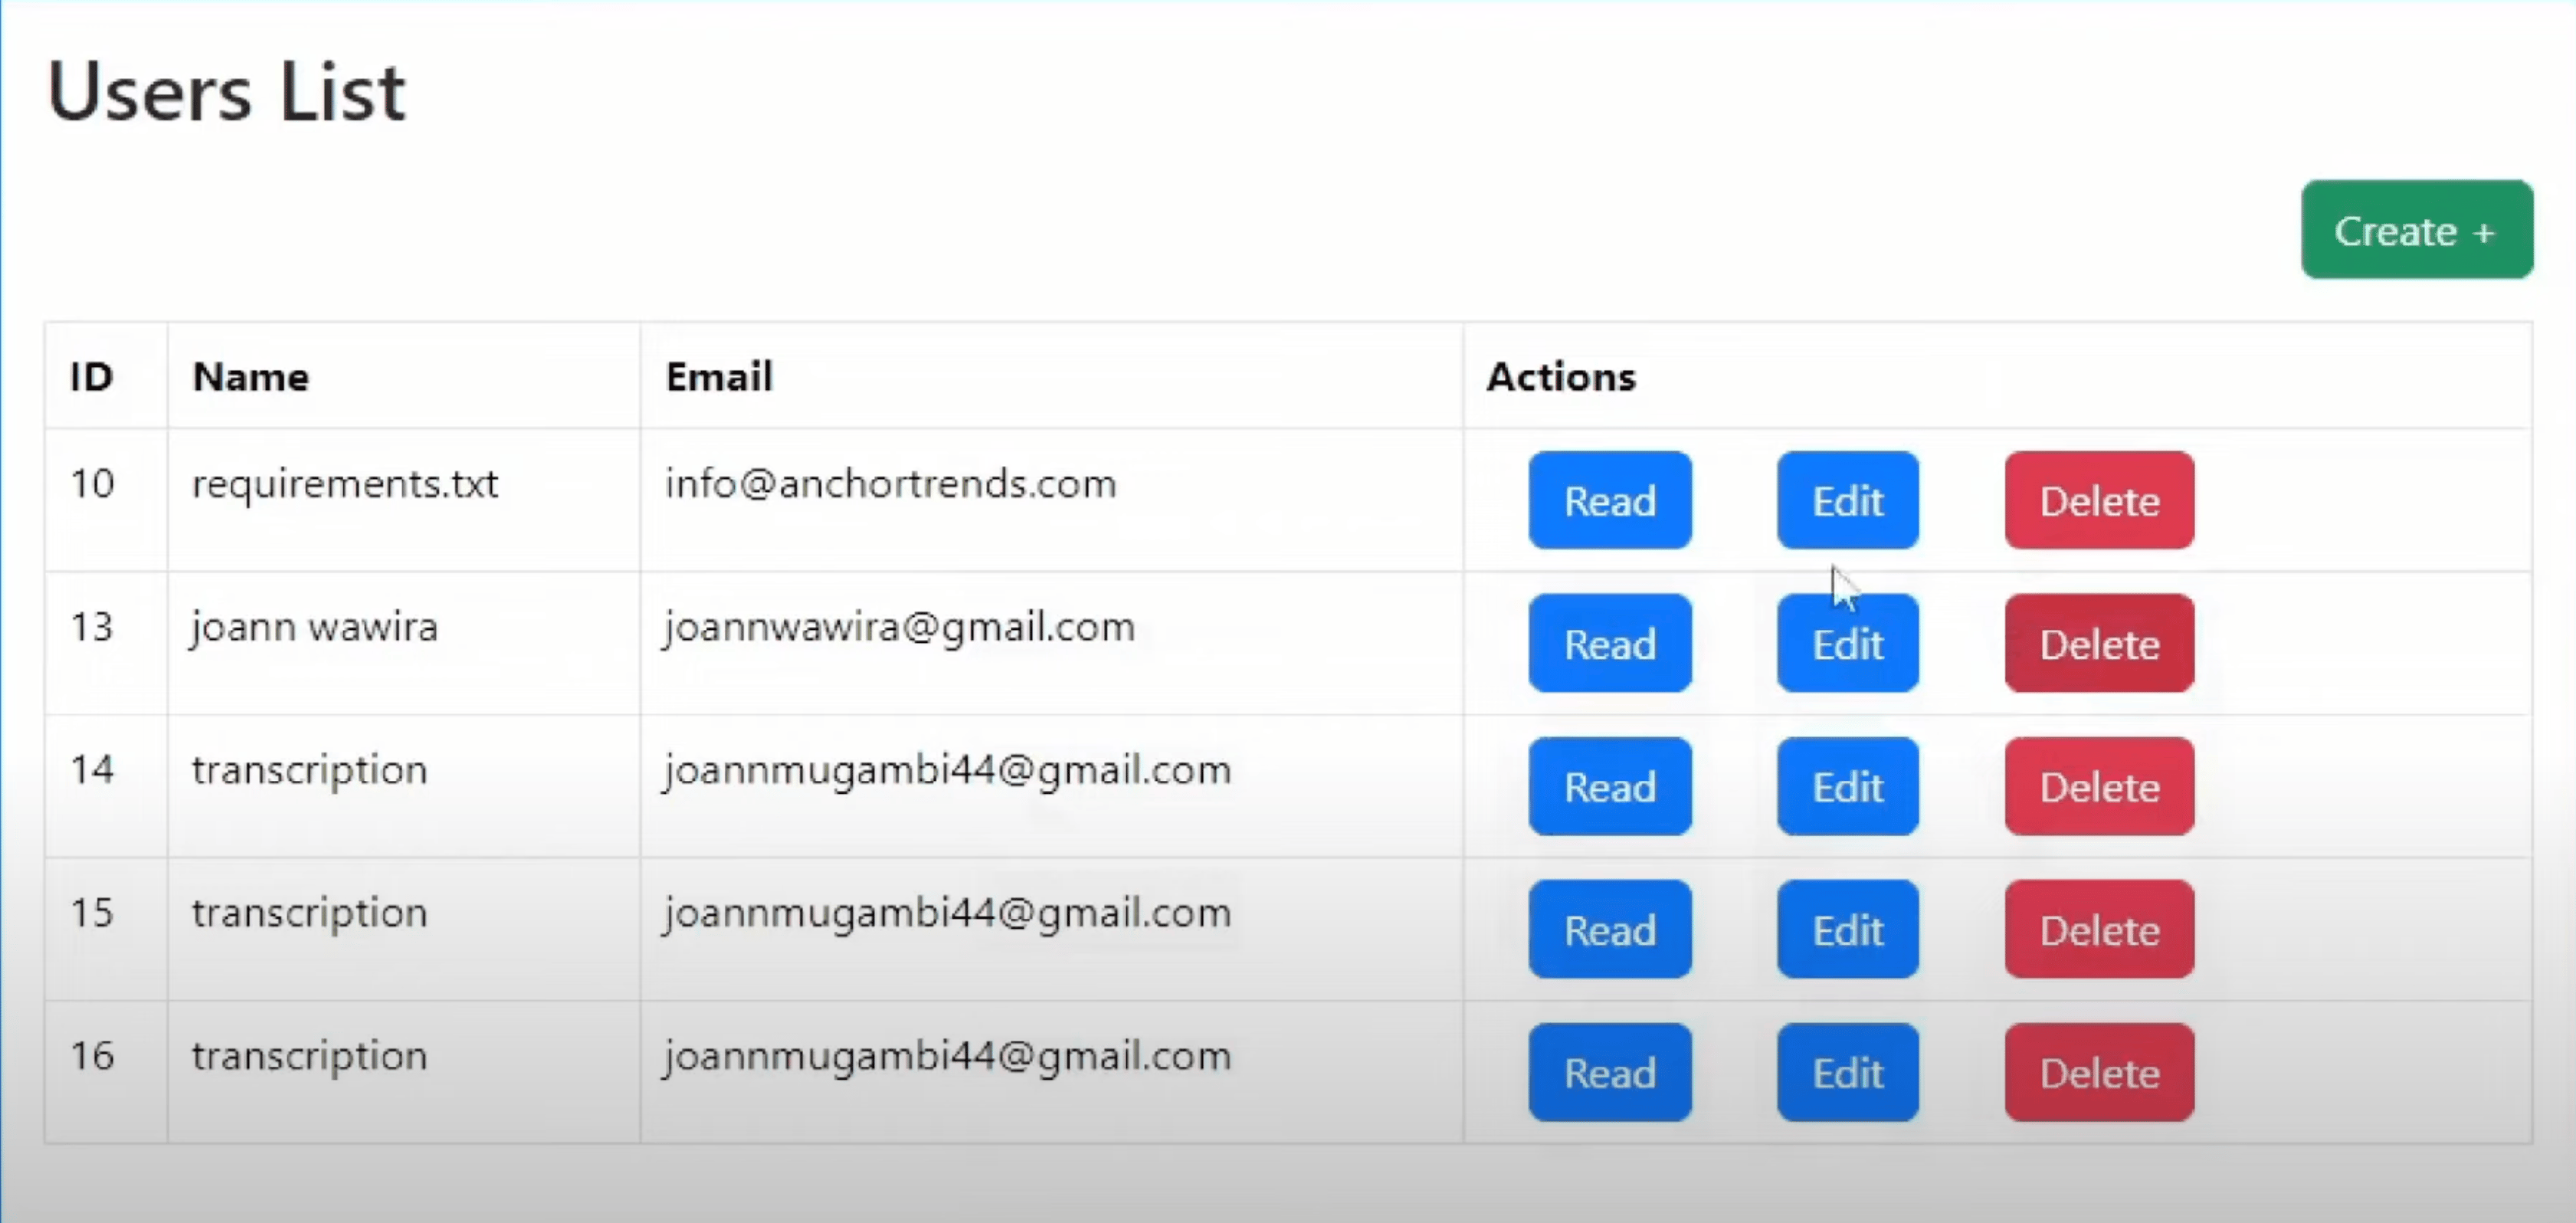 Users List
Create +
ID Name Email Actions
10 requirements.txt info@anchortrends.com Read Edit Delete
13 joann wawira joannwawira@gmail.com Read Edit Delete
14 transcription joannmugambi44@gmail.com Read Edit Delete
15 transcription joannmugambi44@gmail.com Read Edit Delete
16 transcription joannmugambi44@gmail.com Read Edit Delete